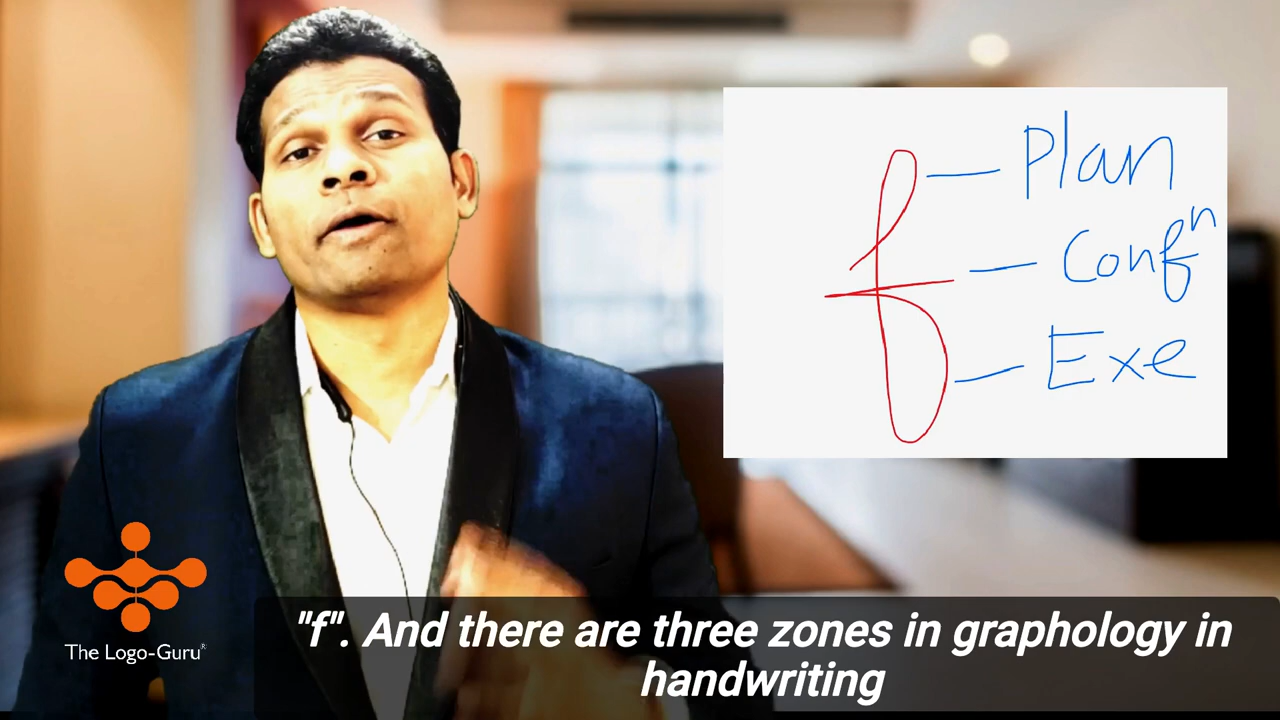 Plan
Confn
Exe
f
The Logo-Guru®
"f". And there are three zones in graphology in
handwriting